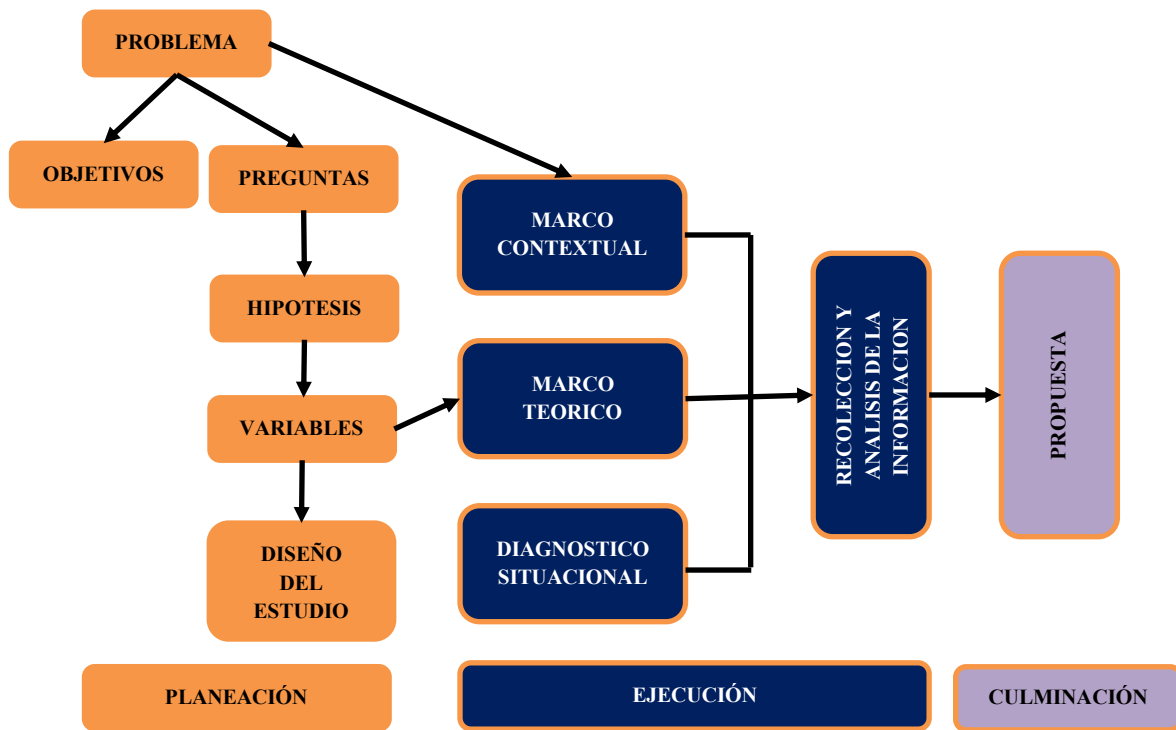 PROBLEMA
OBJETIVOS
PREGUNTAS
HIPOTESIS
VARIABLES
DISEÑO
DEL
ESTUDIO
MARCO
CONTEXTUAL
MARCO
TEORICO
DIAGNOSTICO
SITUACIONAL
RECOLECCION Y
ANALISIS DE LA
INFORMACION
PROPUESTA
PLANEACIÓN
EJECUCIÓN
CULMINACIÓN